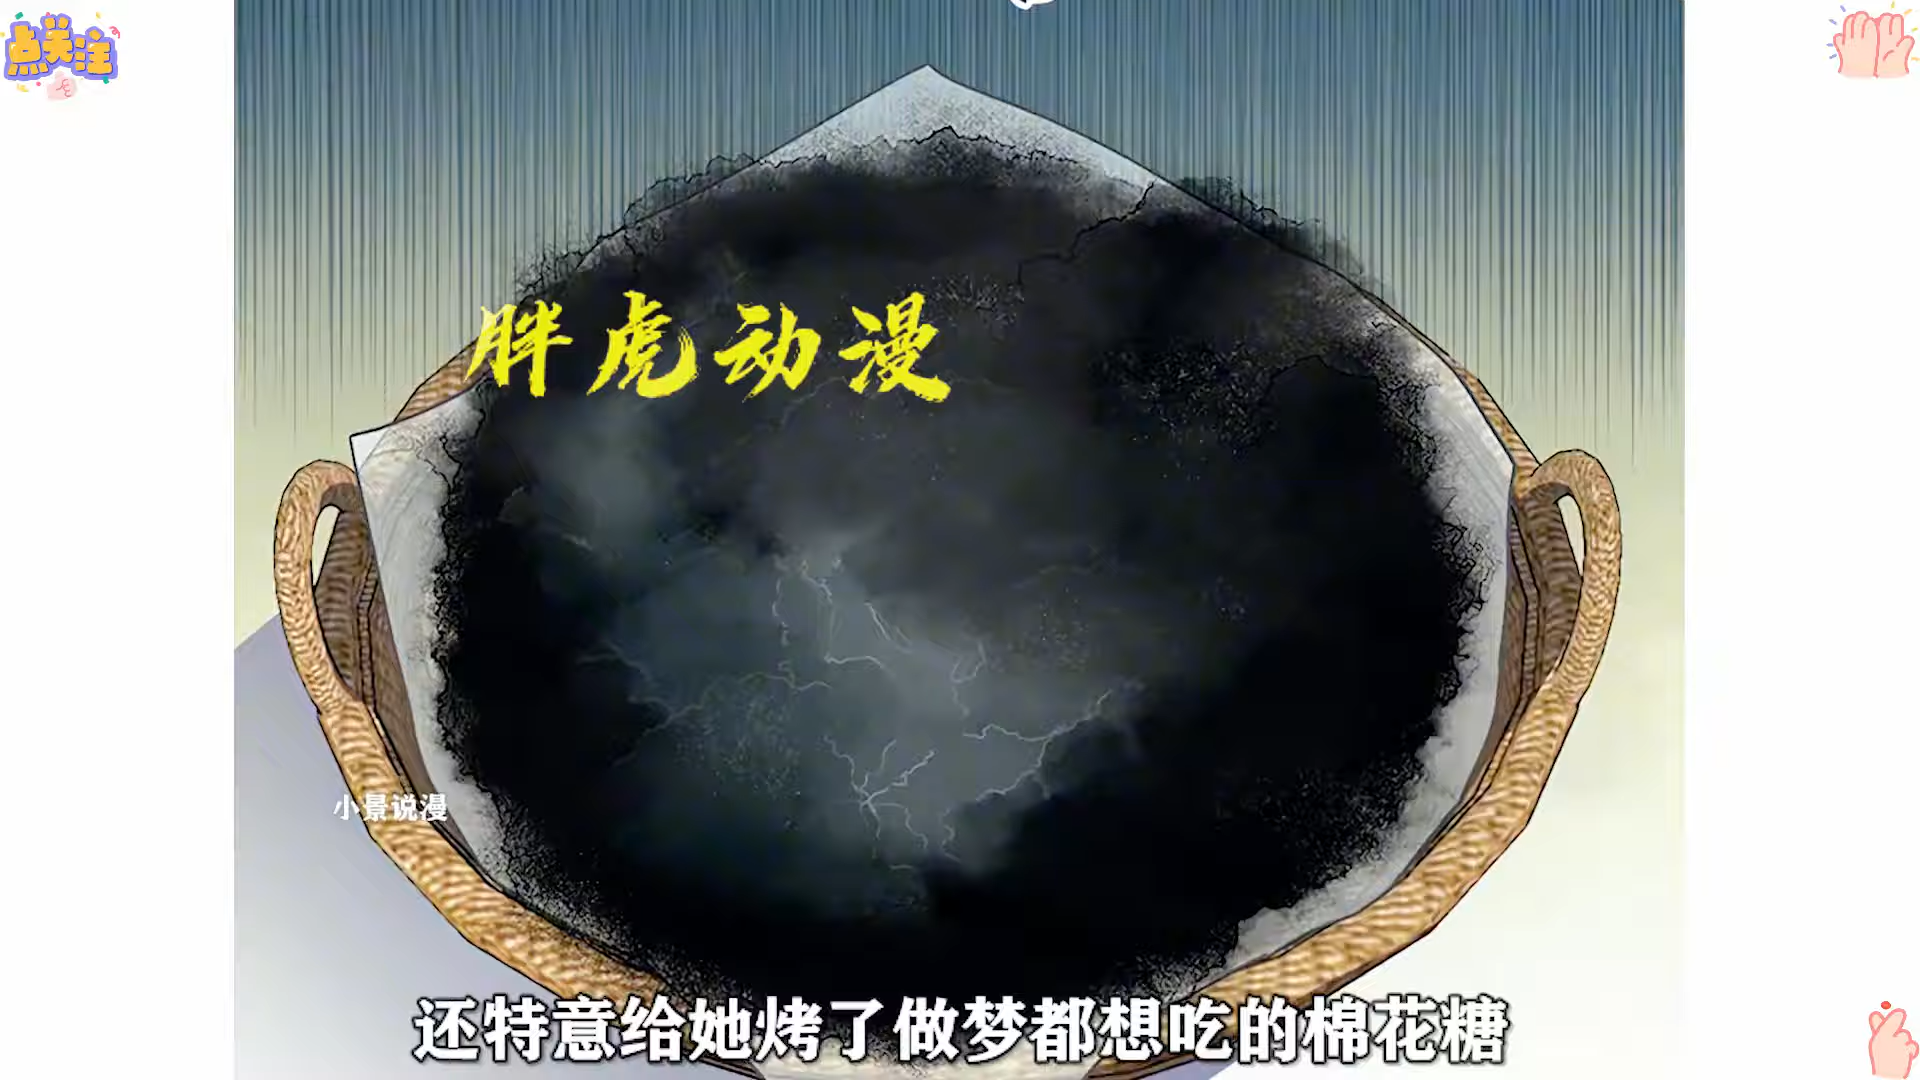 点关注
胖虎动漫
小景说漫
还特意给她烤了做梦都想吃的棉花糖